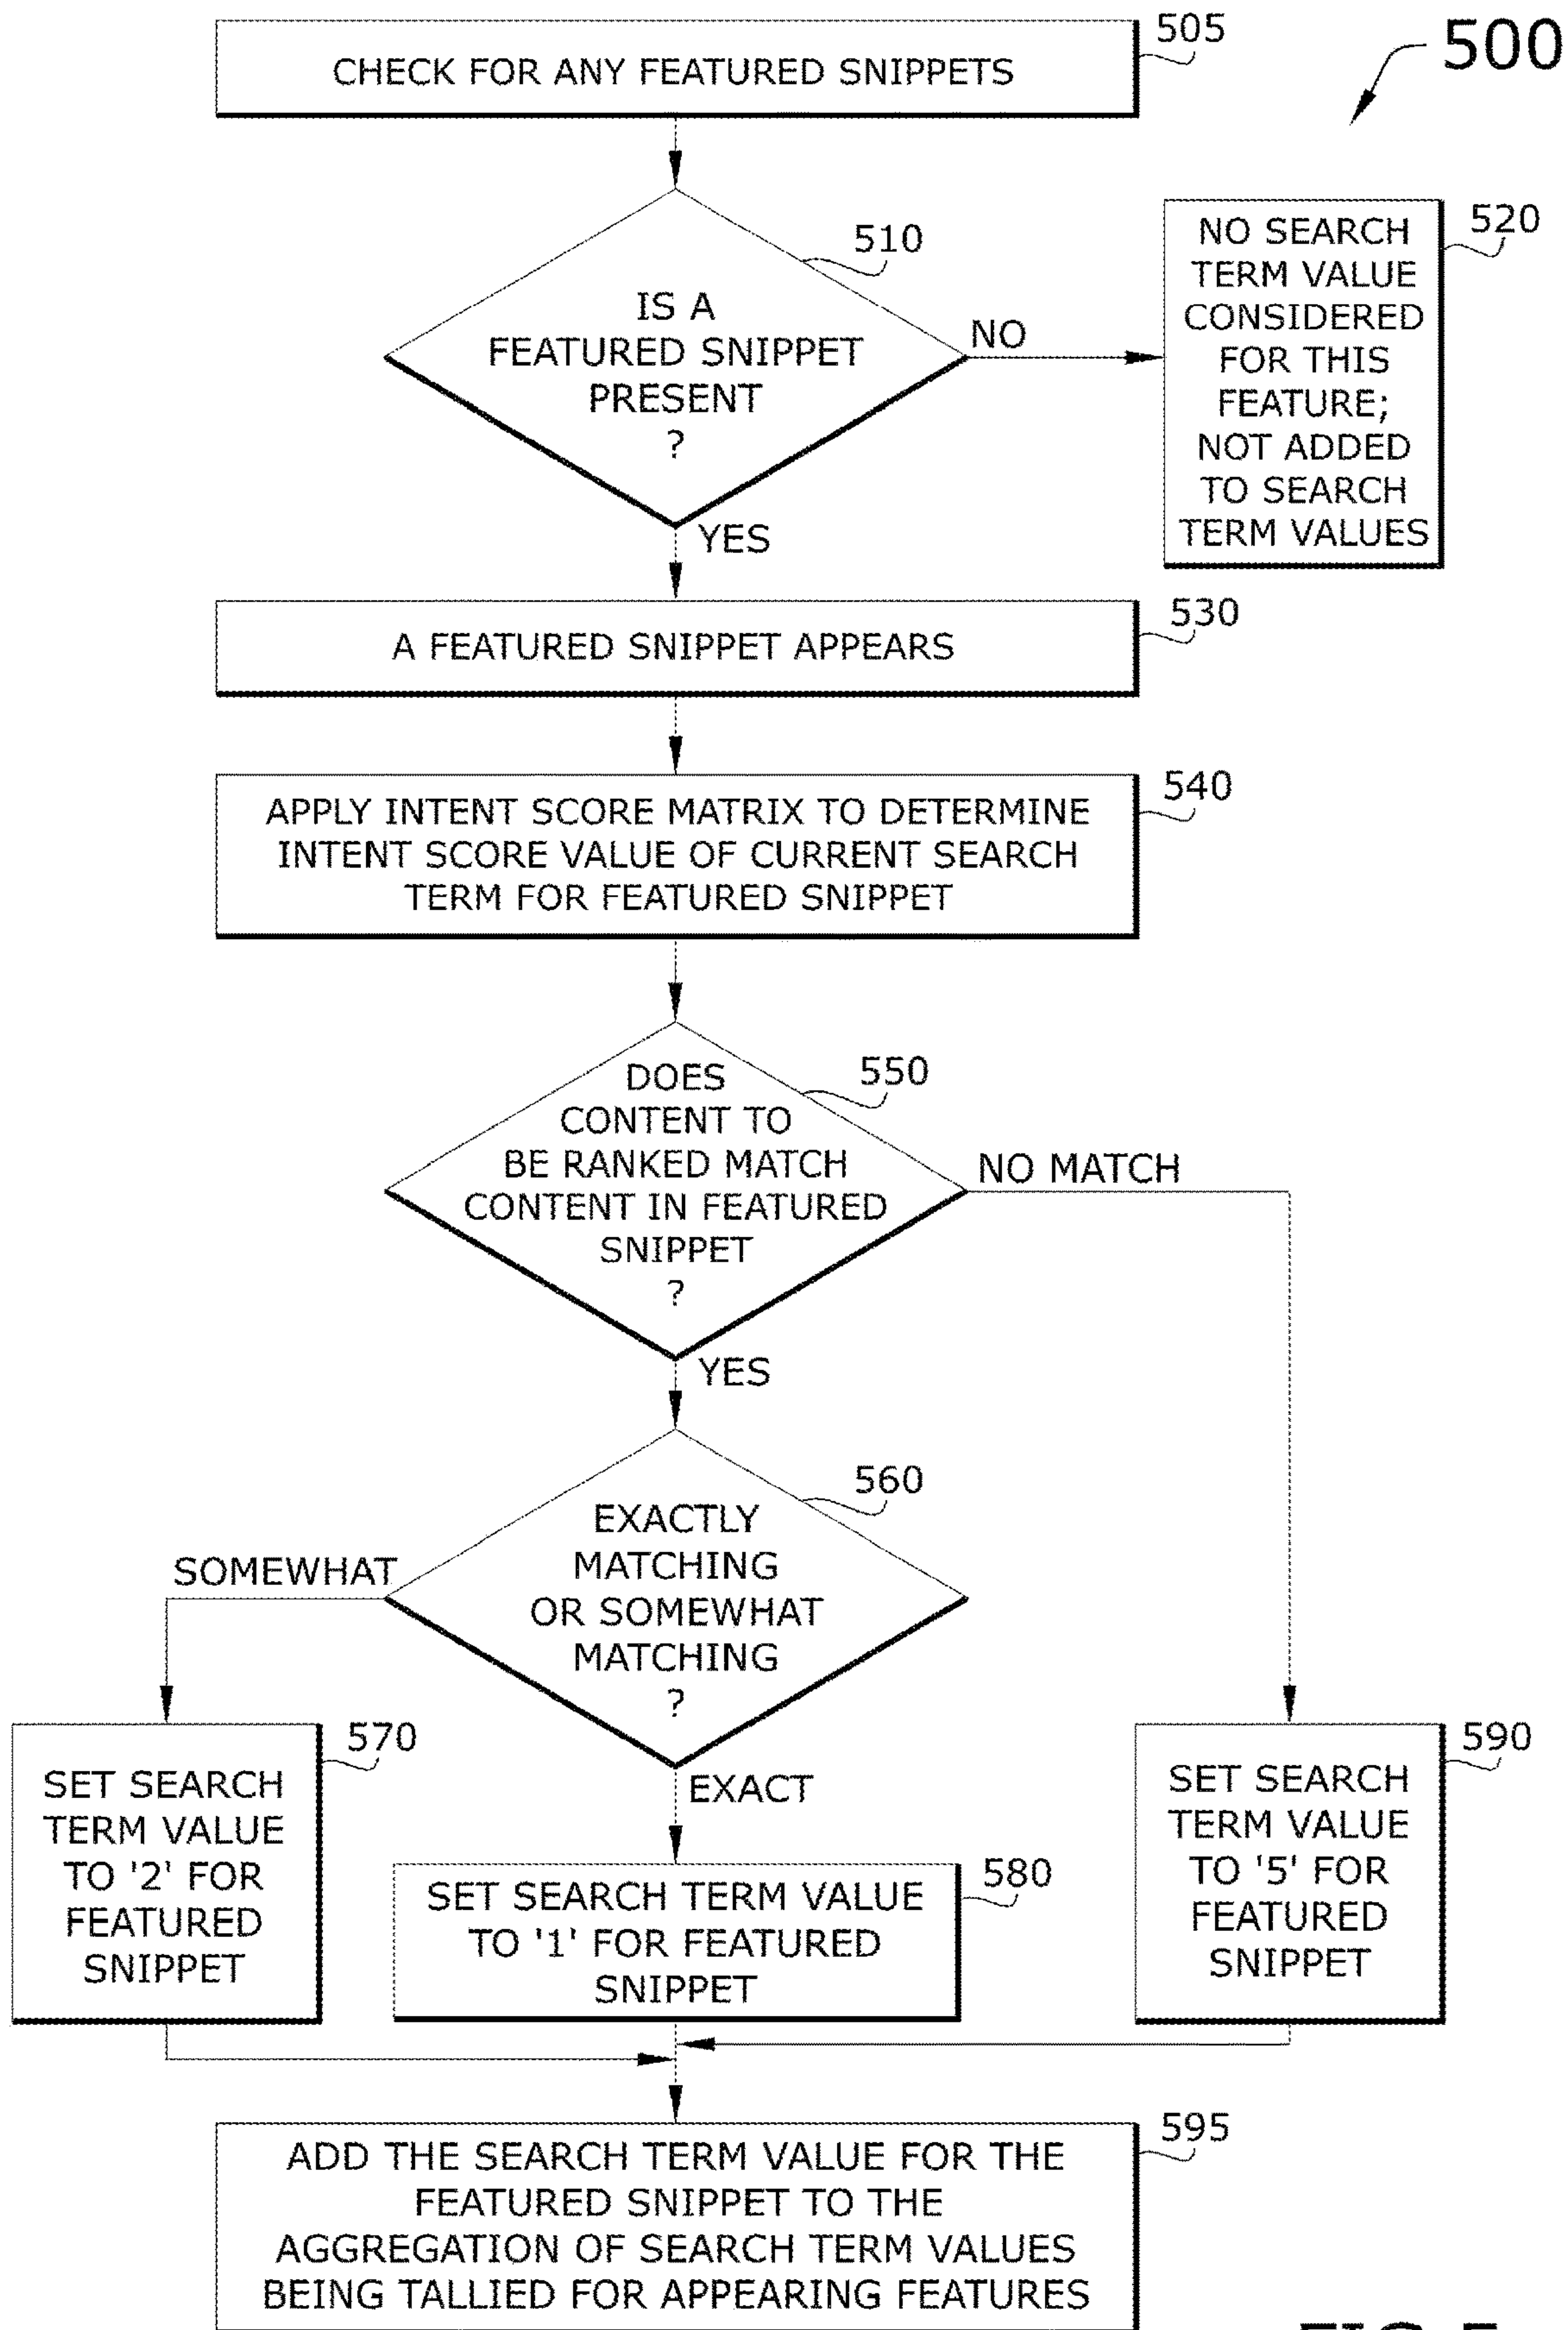 505
500
CHECK FOR ANY FEATURED SNIPPETS
510
520
IS A
FEATURED SNIPPET
PRESENT
?
NO
NO SEARCH
TERM VALUE
CONSIDERED
FOR THIS
FEATURE;
NOT ADDED
TO SEARCH
TERM VALUES
YES
530
A FEATURED SNIPPET APPEARS
540
APPLY INTENT SCORE MATRIX TO DETERMINE
INTENT SCORE VALUE OF CURRENT SEARCH
TERM FOR FEATURED SNIPPET
550
DOES
CONTENT TO
BE RANKED MATCH
CONTENT IN FEATURED
SNIPPET
?
NO MATCH
YES
560
EXACTLY
MATCHING
OR SOMEWHAT
MATCHING
?
SOMEWHAT
EXACT
570
SET SEARCH
TERM VALUE
TO '2' FOR
FEATURED
SNIPPET
580
SET SEARCH TERM VALUE
TO '1' FOR FEATURED
SNIPPET
590
SET SEARCH
TERM VALUE
TO '5' FOR
FEATURED
SNIPPET
595
ADD THE SEARCH TERM VALUE FOR THE
FEATURED SNIPPET TO THE
AGGREGATION OF SEARCH TERM VALUES
BEING TALLIED FOR APPEARING FEATURES